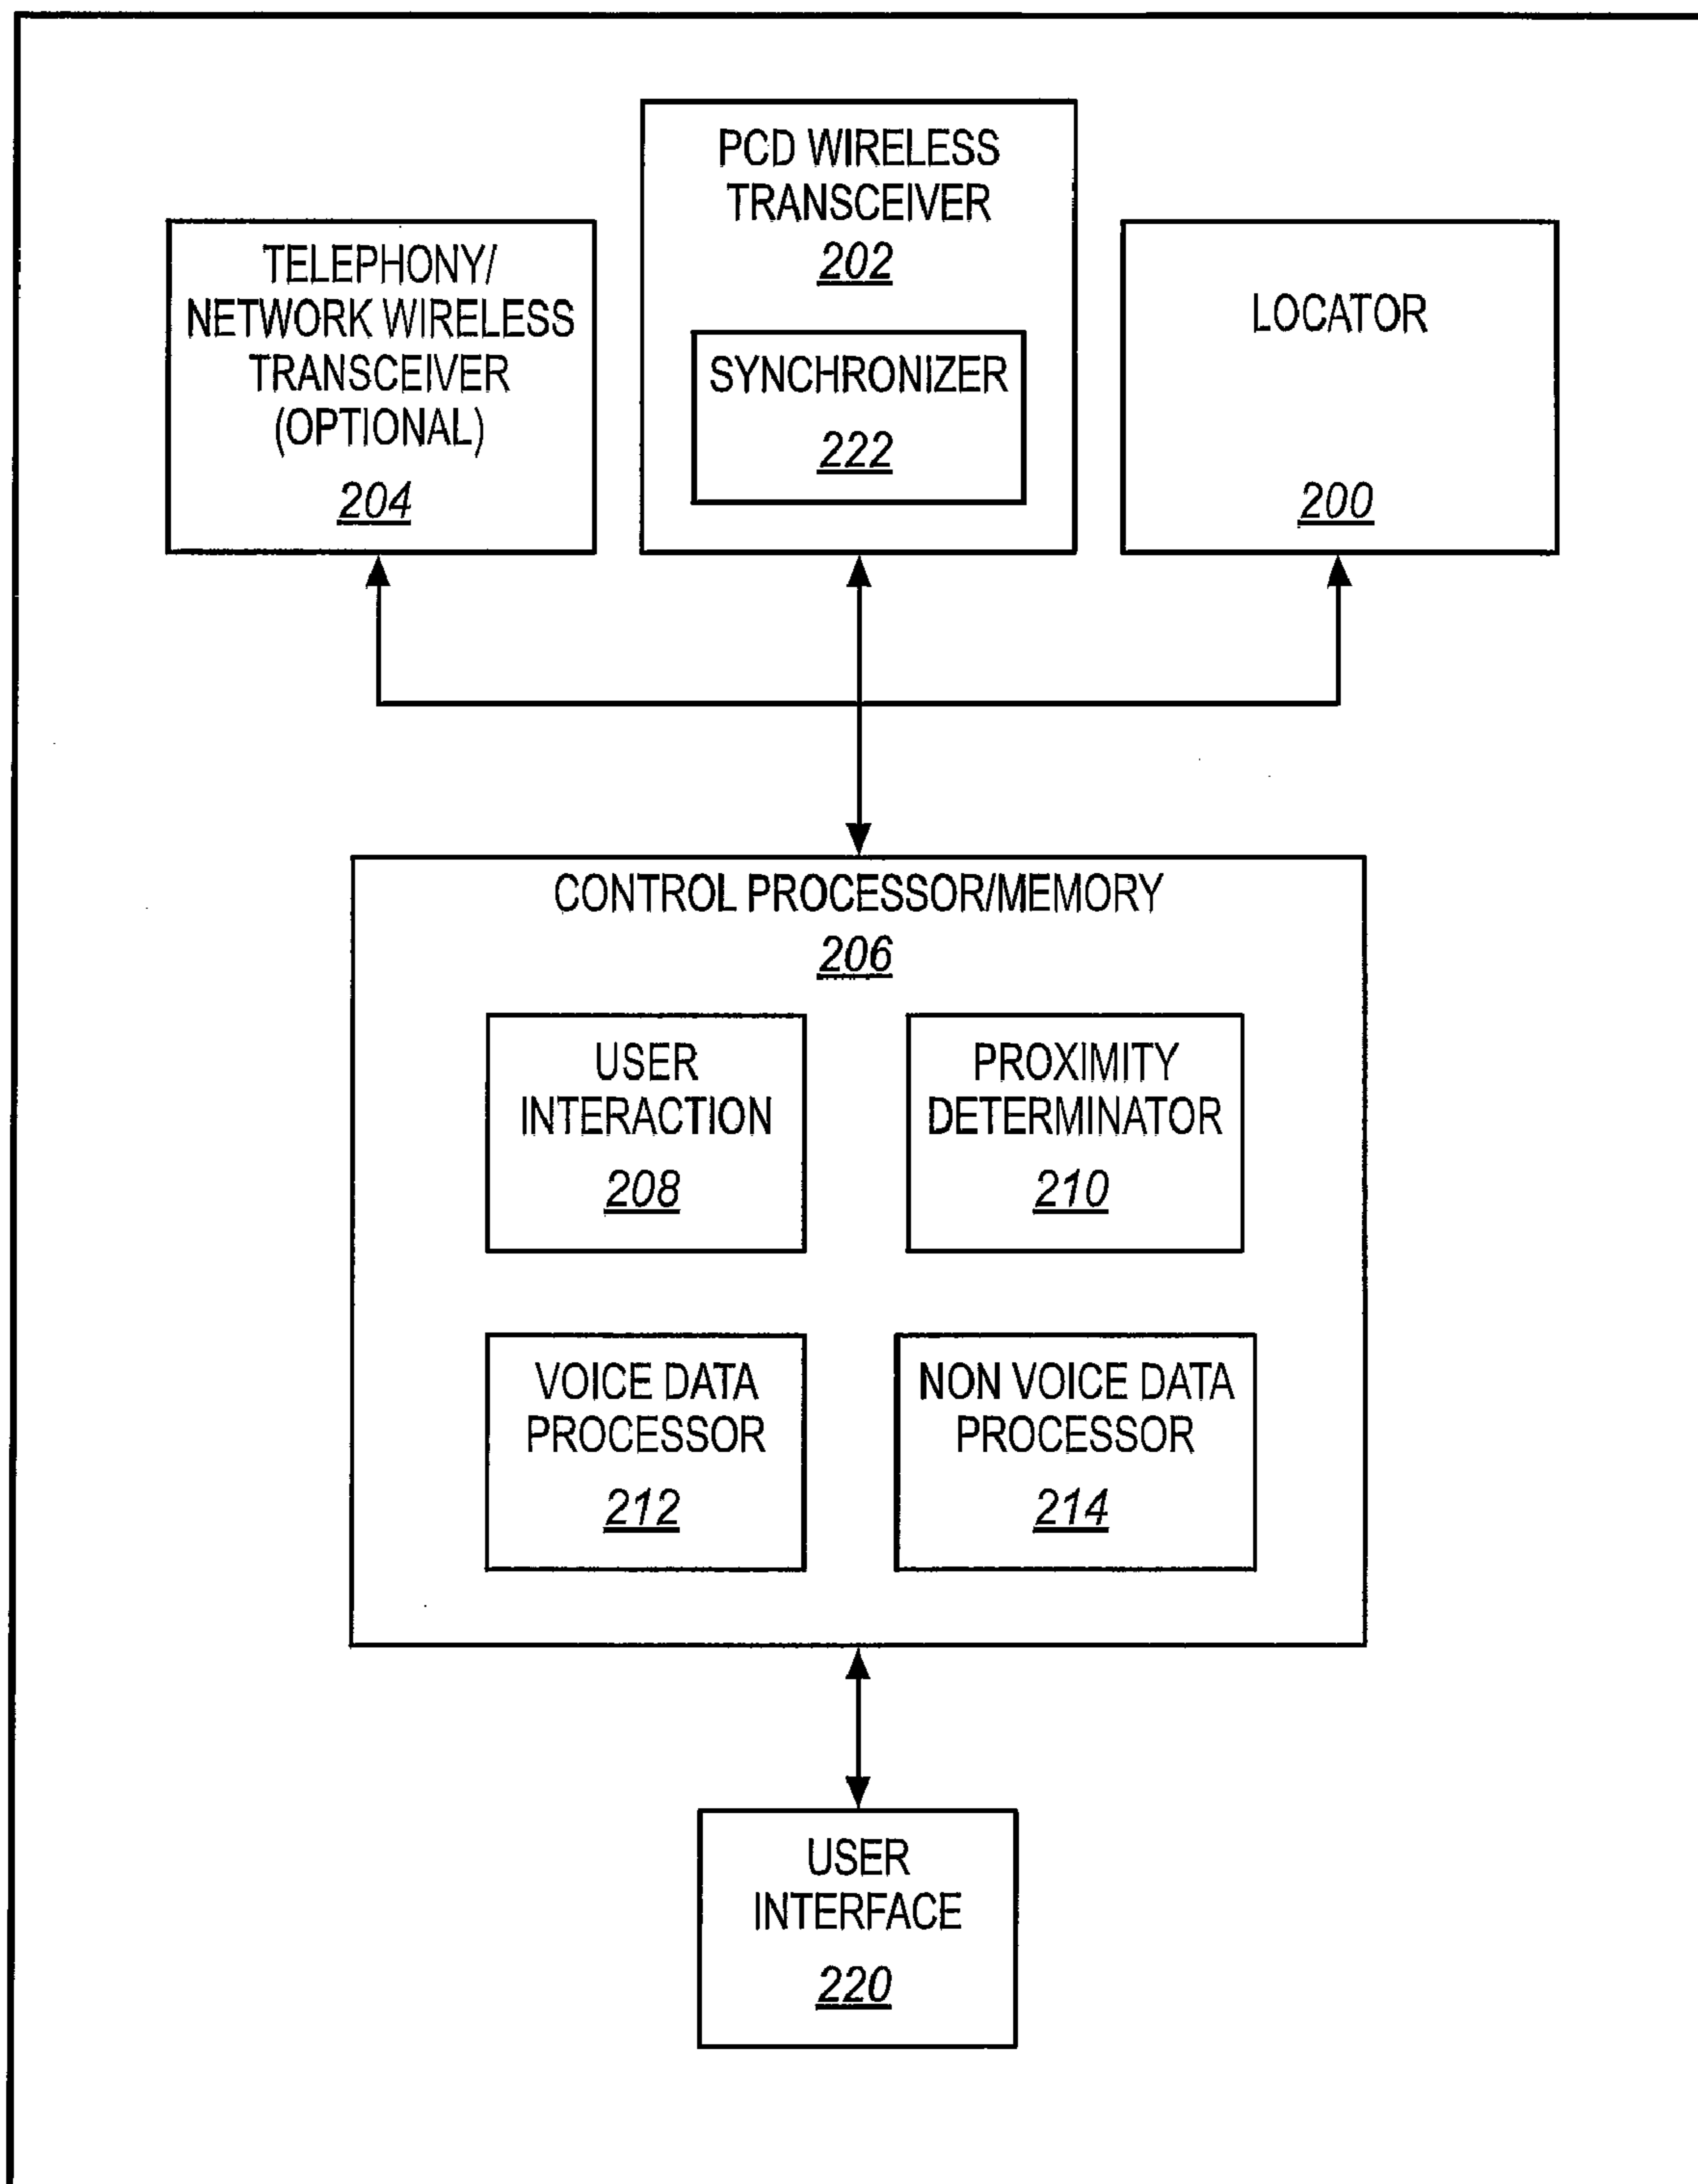 TELEPHONY/
NETWORK WIRELESS
TRANSCEIVER
(OPTIONAL)
204
PCD WIRELESS
TRANSCEIVER
202
SYNCHRONIZER
222
LOCATOR
200
CONTROL PROCESSOR/MEMORY
206
USER
INTERACTION
208
PROXIMITY
DETERMINATOR
210
VOICE DATA
PROCESSOR
212
NON VOICE DATA
PROCESSOR
214
USER
INTERFACE
220